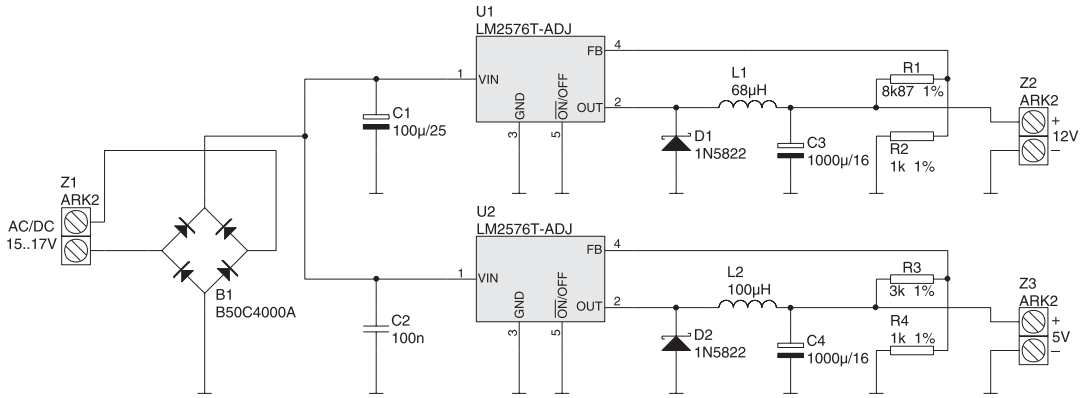 U1
LM2576T-ADJ
FB
4
1
VIN
GND
ON/OFF
OUT
2
3
5
C1
100µ/25
L1
68µH
R1
8k87 1%
D1
1N5822
C3
1000µ/16
R2
1k 1%
Z2
ARK2
+
12V
–
Z1
ARK2
AC/DC
15..17V
B1
B50C4000A
U2
LM2576T-ADJ
FB
4
1
VIN
GND
ON/OFF
OUT
2
3
5
C2
100n
L2
100µH
R3
3k 1%
D2
1N5822
C4
1000µ/16
R4
1k 1%
Z3
ARK2
+
5V
–